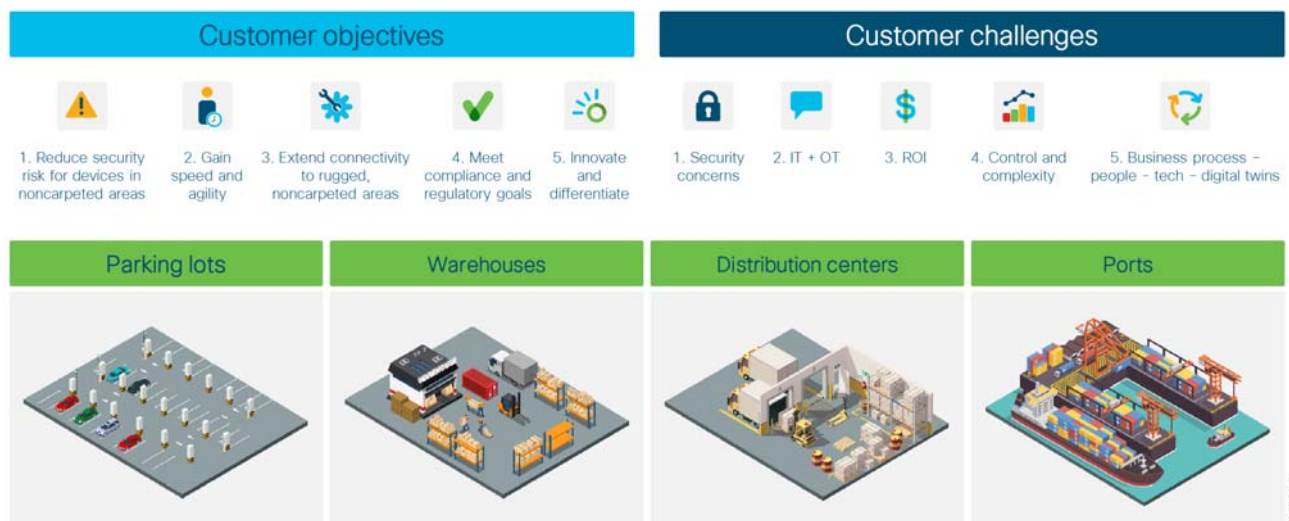 Customer objectives
Customer challenges
1. Reduce security
risk for devices in
noncarpeted areas
2. Gain
speed and
agility
3. Extend connectivity
to rugged,
noncarpeted areas
4. Meet
compliance and
regulatory goals
5. Innovate
and
differentiate
1. Security
concerns
2. IT + OT
3. ROI
4. Control and
complexity
5. Business process –
people – tech – digital twins
Parking lots
Warehouses
Distribution centers
Ports